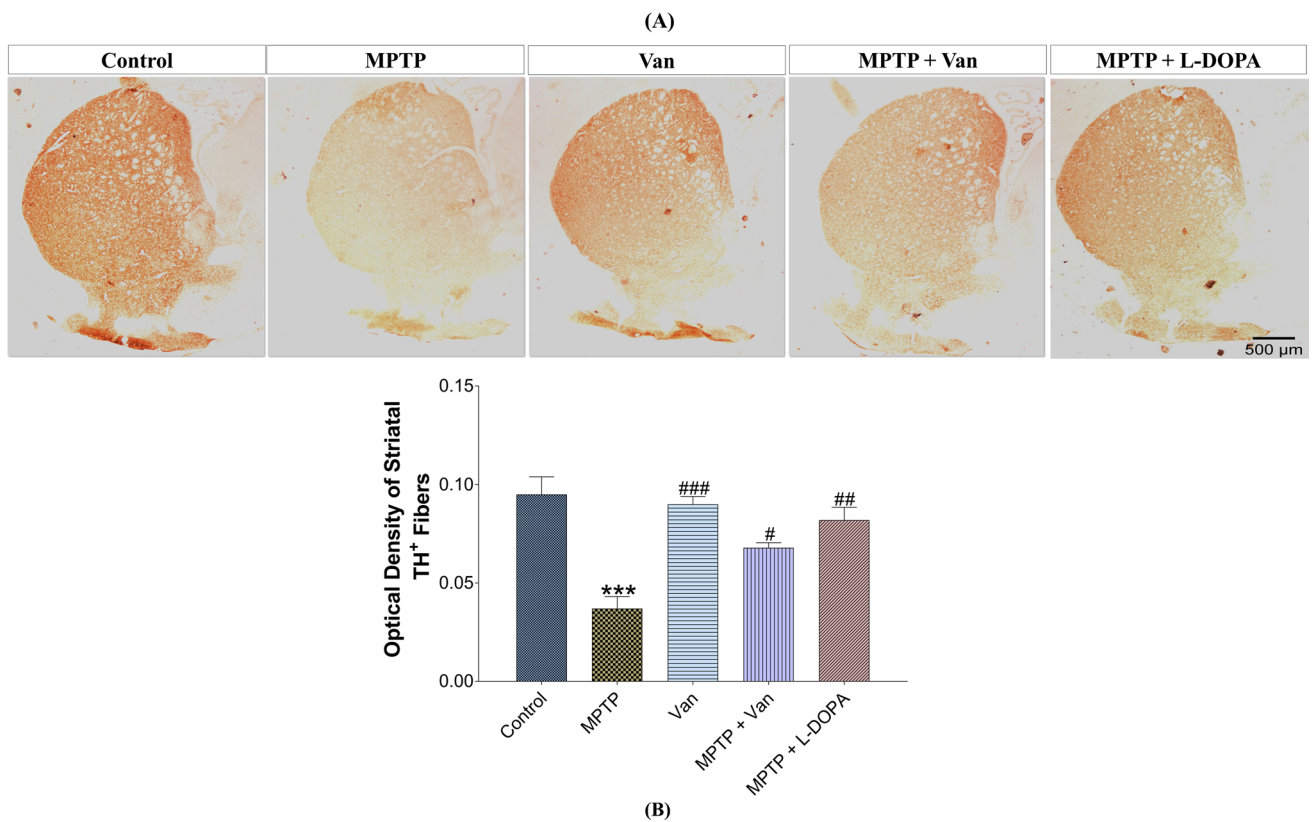 (A)
Control MPTP Van MPTP + Van MPTP + L-DOPA
500 µm
Optical Density of Striatal
TH⁺ Fibers
0.15
0.10
0.05
0.00
***
###
#
##
Control
MPTP
Van
MPTP + Van
MPTP + L-DOPA
(B)